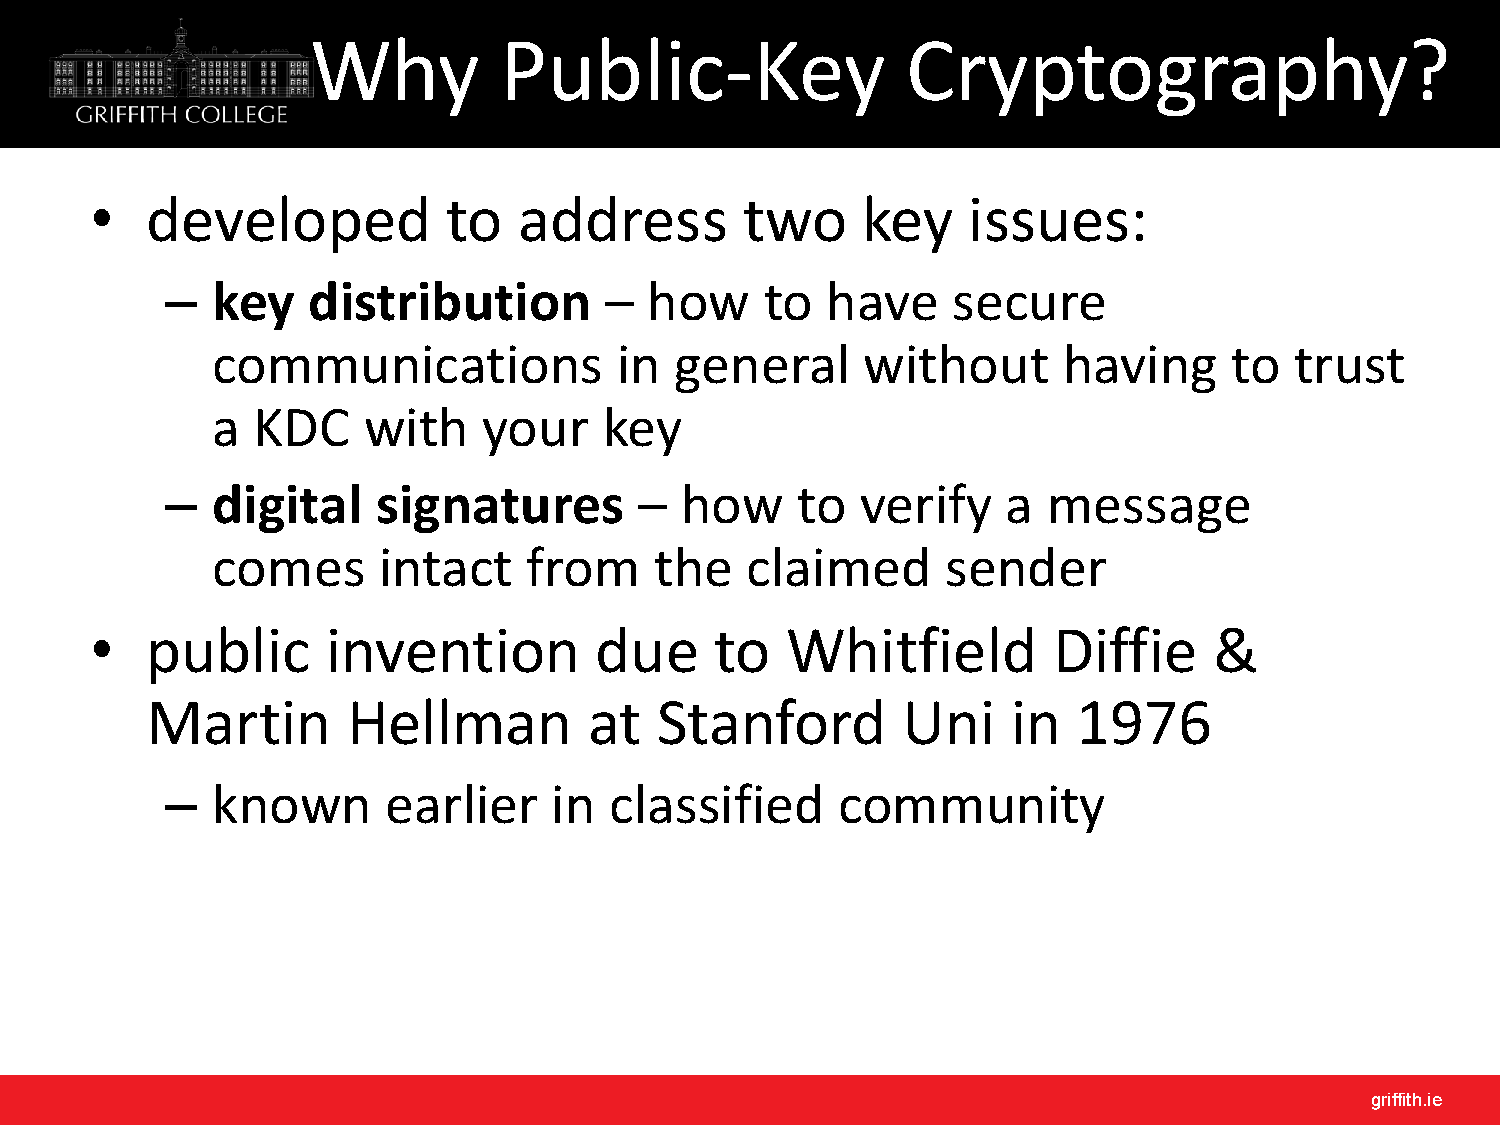 Why Public-Key Cryptography?
GRIFFITH COLLEGE
• developed to address two key issues:
– key distribution – how to have secure
communications in general without having to trust
a KDC with your key
– digital signatures – how to verify a message
comes intact from the claimed sender
• public invention due to Whitfield Diffie &
Martin Hellman at Stanford Uni in 1976
– known earlier in classified community
griffith.ie